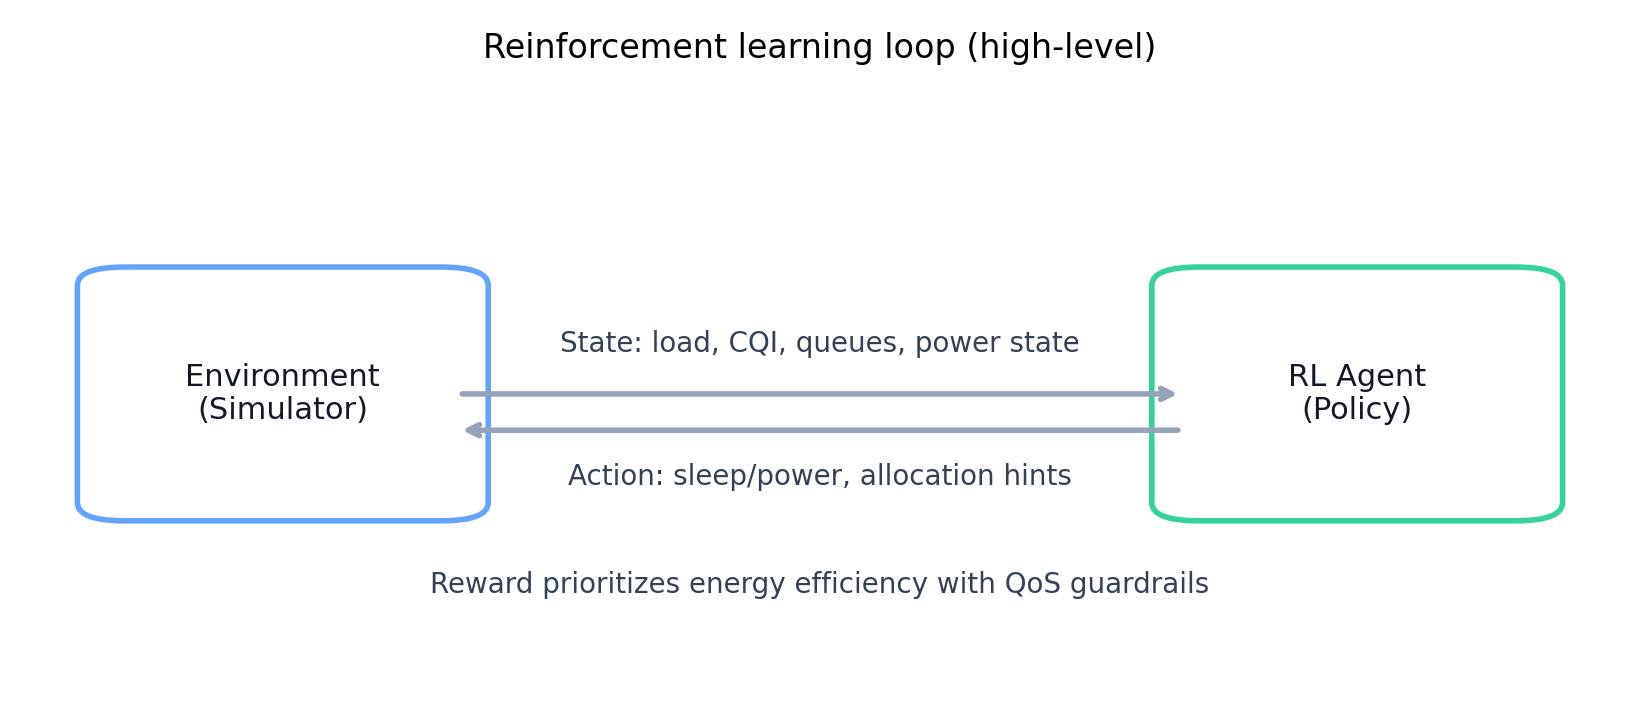 Reinforcement learning loop (high-level)
State: load, CQI, queues, power state
Environment
(Simulator)
RL Agent
(Policy)
Action: sleep/power, allocation hints
Reward prioritizes energy efficiency with QoS guardrails